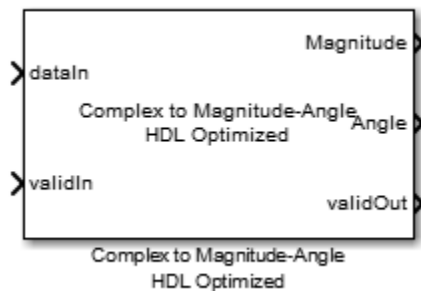 Magnitude
dataIn
Complex to Magnitude-Angle
HDL Optimized
Angle
validIn
validOut
Complex to Magnitude-Angle
HDL Optimized